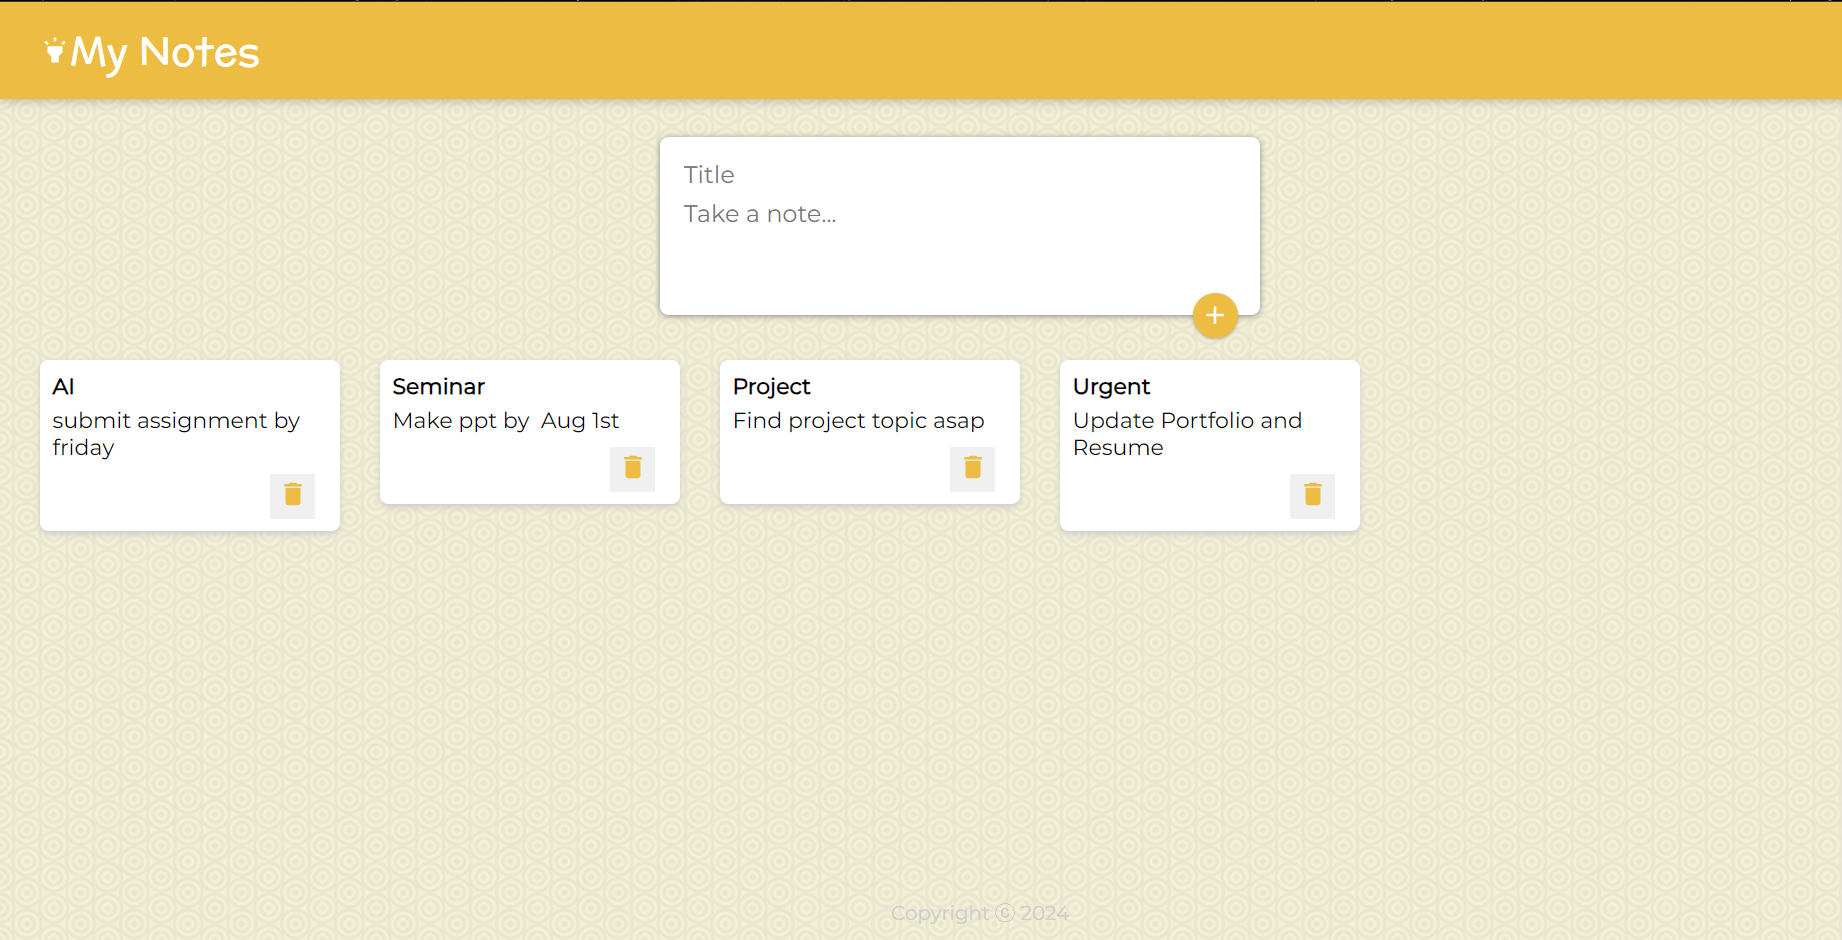 My Notes
Title
Take a note...
AI
submit assignment by
friday
Seminar
Make ppt by  Aug 1st
Project
Find project topic asap
Urgent
Update Portfolio and
Resume
Copyright ⓒ 2024